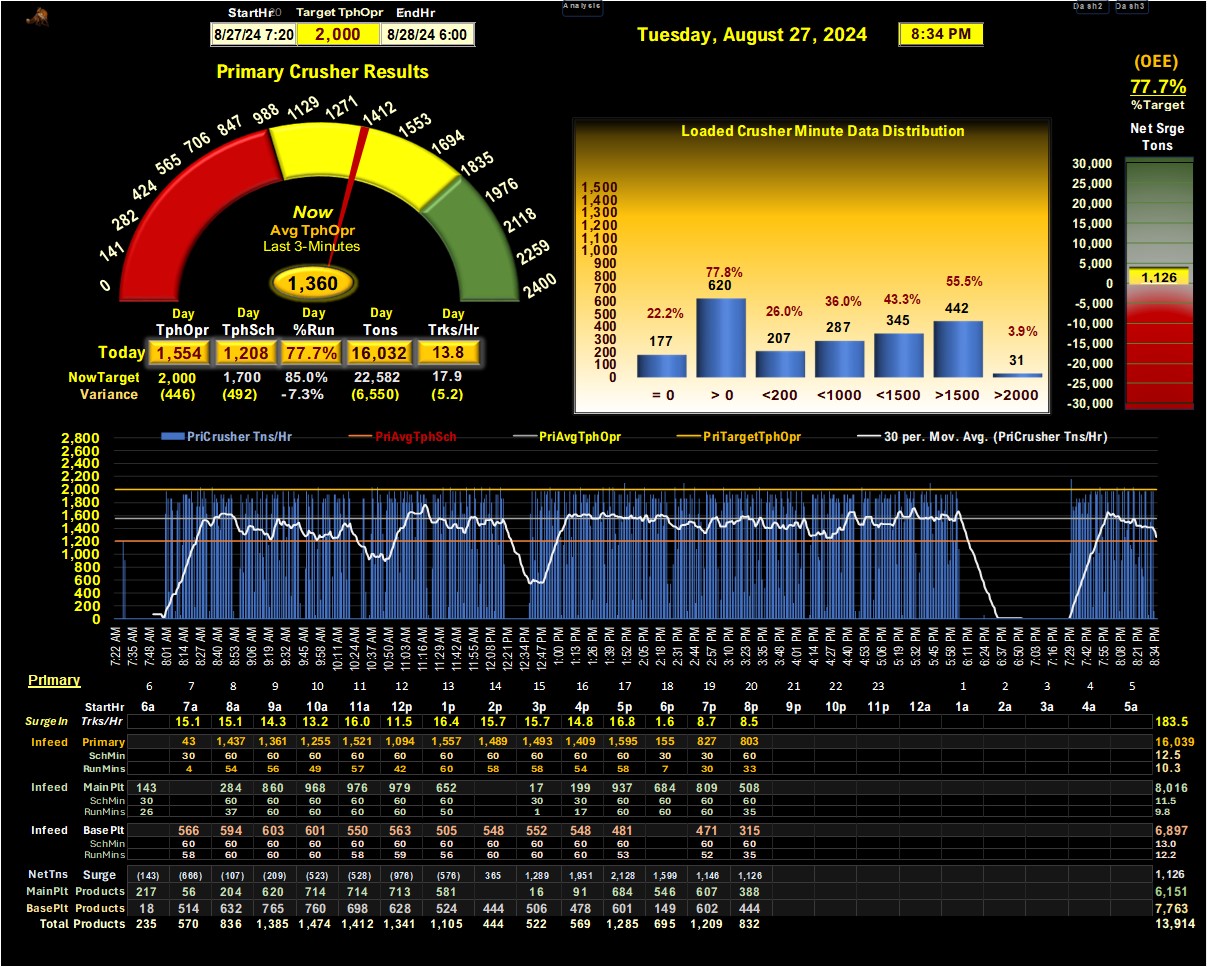 StartHr Target TphOpr EndHr Analysis Dash2 Dash3
8/27/24 7:20 2,000 8/28/24 6:00 Tuesday, August 27, 2024 8:34 PM
Primary Crusher Results
(OEE)
77.7%
%Target
Net Srge
Tons
0 141 282 424 565 706 847 988 1129 1271 1412 1553 1694 1835 1976 2118 2259 2400
Now
Avg TphOpr
Last 3-Minutes
1,360
Day Day Day Day Day
TphOpr TphSch %Run Tons Trks/Hr
Today 1,554 1,208 77.7% 16,032 13.8
NowTarget 2,000 1,700 85.0% 22,582 17.9
Variance (446) (492) -7.3% (6,550) (5.2)
Loaded Crusher Minute Data Distribution
1,500
1,400
1,300
1,200
1,100
1,000
900
800
700
600
500
400
300
200
100
0
22.2% 77.8% 26.0% 36.0% 43.3% 55.5% 3.9%
177 620 207 287 345 442 31
= 0 > 0 <200 <1000 <1500 >1500 >2000
30,000
25,000
20,000
15,000
10,000
5,000
0
-5,000
-10,000
-15,000
-20,000
-25,000
-30,000
1,126
PriCrusher Tns/Hr PriAvgTphSch PriAvgTphOpr PriTargetTphOpr 30 per. Mov. Avg. (PriCrusher Tns/Hr)
2,800
2,600
2,400
2,200
2,000
1,800
1,600
1,400
1,200
1,000
800
600
400
200
0
7:22 AM 7:35 AM 7:48 AM 8:01 AM 8:14 AM 8:27 AM 8:40 AM 8:53 AM 9:06 AM 9:19 AM 9:32 AM 9:45 AM 9:58 AM 10:11 AM 10:24 AM 10:37 AM 10:50 AM 11:03 AM 11:16 AM 11:29 AM 11:42 AM 11:55 AM 12:08 PM 12:21 PM 12:34 PM 12:47 PM 1:00 PM 1:13 PM 1:26 PM 1:39 PM 1:52 PM 2:05 PM 2:18 PM 2:31 PM 2:44 PM 2:57 PM 3:10 PM 3:23 PM 3:35 PM 3:48 PM 4:01 PM 4:14 PM 4:27 PM 4:40 PM 4:53 PM 5:06 PM 5:19 PM 5:32 PM 5:45 PM 5:58 PM 6:11 PM 6:24 PM 6:37 PM 6:50 PM 7:03 PM 7:16 PM 7:29 PM 7:42 PM 7:55 PM 8:08 PM 8:21 PM 8:34 PM
Primary
6 7 8 9 10 11 12 13 14 15 16 17 18 19 20 21 22 23 1 2 3 4 5
StartHr 6a 7a 8a 9a 10a 11a 12p 1p 2p 3p 4p 5p 6p 7p 8p 9p 10p 11p 12a 1a 2a 3a 4a 5a
SurgeIn Trks/Hr 15.1 15.1 14.3 13.2 16.0 11.5 16.4 15.7 15.7 14.8 16.8 1.6 8.7 8.5 183.5
Infeed Primary 43 1,437 1,361 1,255 1,521 1,094 1,557 1,489 1,493 1,409 1,595 155 827 803 16,039
SchMin 30 60 60 60 60 60 60 60 60 60 60 30 30 60 12.5
RunMins 4 54 56 49 57 42 60 58 58 54 58 7 30 33 10.3
Infeed Main Plt 143 284 860 968 976 979 652 17 199 937 684 809 508 8,016
SchMin 30 60 60 60 60 60 60 30 30 60 60 60 60 11.5
RunMins 26 37 60 60 60 60 50 1 17 60 60 60 35 9.8
Infeed Base Plt 566 594 603 601 550 563 505 548 552 548 481 471 315 6,897
SchMin 60 60 60 60 60 60 60 60 60 60 60 60 60 13.0
RunMins 58 60 60 60 58 59 56 60 60 60 53 52 35 12.2
NetTns Surge (143) (666) (107) (209) (523) (528) (976) (576) 365 1,289 1,951 2,128 1,599 1,146 1,126 1,126
MainPlt Products 217 56 204 620 714 714 713 581 16 91 684 546 607 388 6,151
BasePlt Products 18 514 632 765 760 698 628 524 444 506 478 601 149 602 444 7,763
Total Products 235 570 836 1,385 1,474 1,412 1,341 1,105 444 522 569 1,285 695 1,209 832 13,914